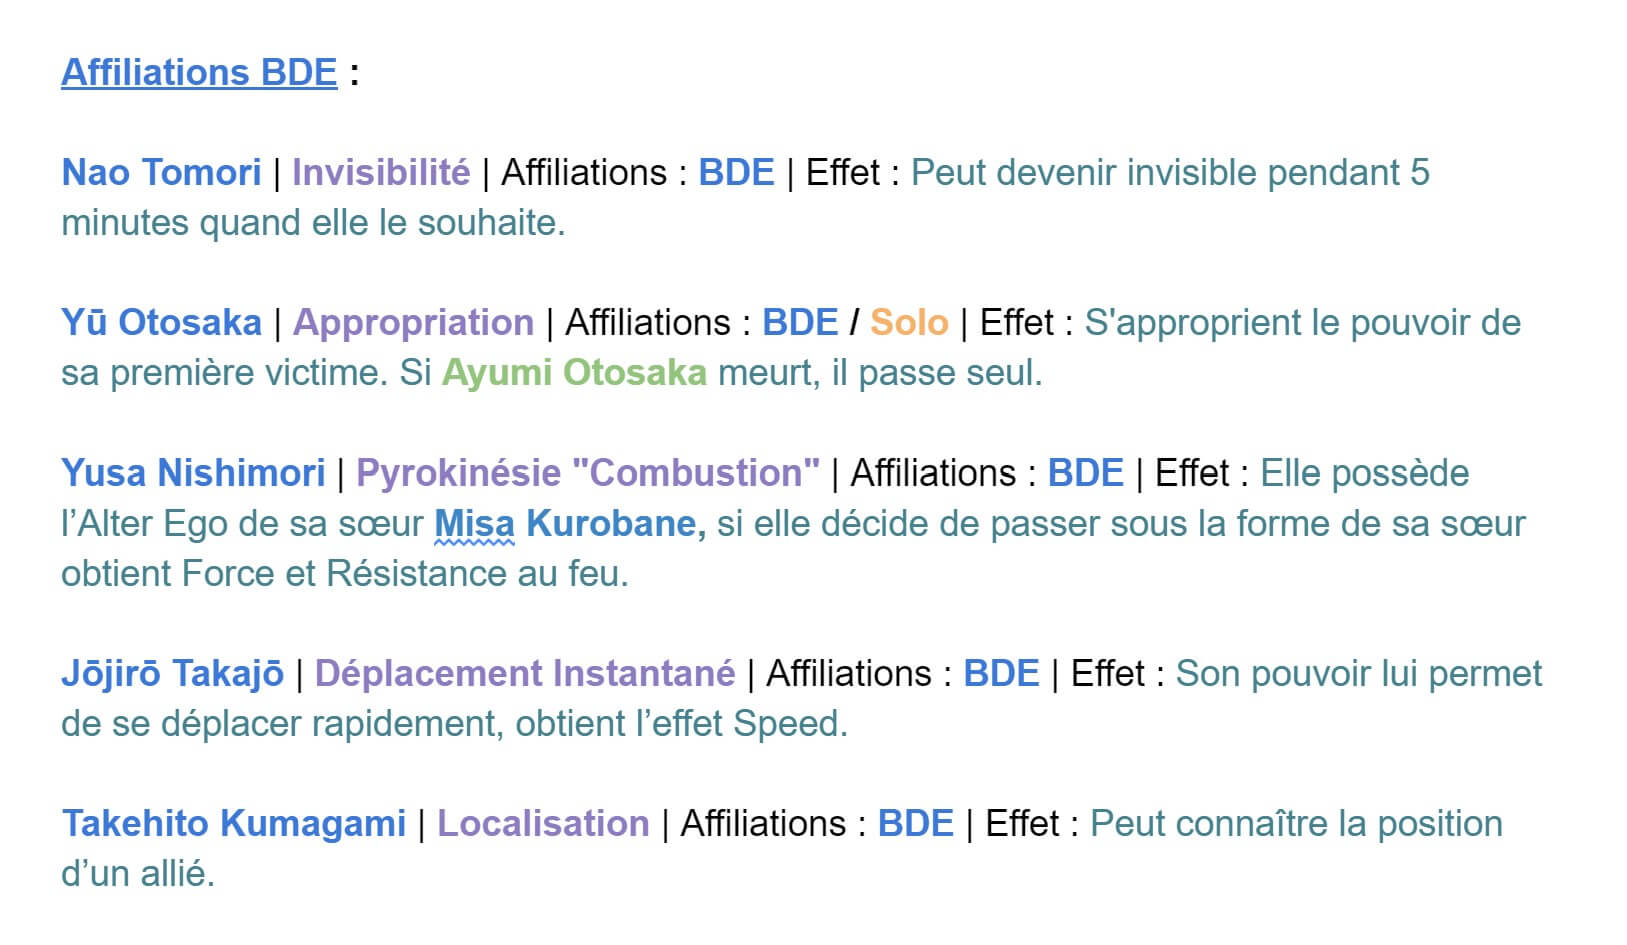 Affiliations BDE :
Nao Tomori | Invisibilité | Affiliations : BDE | Effet : Peut devenir invisible pendant 5
minutes quand elle le souhaite.
Yū Otosaka | Appropriation | Affiliations : BDE / Solo | Effet : S'approprient le pouvoir de
sa première victime. Si Ayumi Otosaka meurt, il passe seul.
Yusa Nishimori | Pyrokinésie "Combustion" | Affiliations : BDE | Effet : Elle possède
l’Alter Ego de sa sœur Misa Kurobane, si elle décide de passer sous la forme de sa sœur
obtient Force et Résistance au feu.
Jōjirō Takajō | Déplacement Instantané | Affiliations : BDE | Effet : Son pouvoir lui permet
de se déplacer rapidement, obtient l’effet Speed.
Takehito Kumagami | Localisation | Affiliations : BDE | Effet : Peut connaître la position
d’un allié.